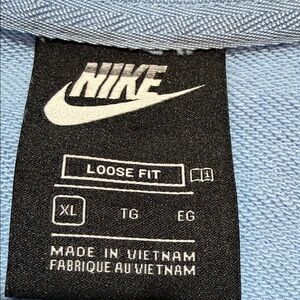 NIKE
LOOSE FIT
XL TG EG
MADE IN VIETNAM
FABRIQUE AU VIETNAM